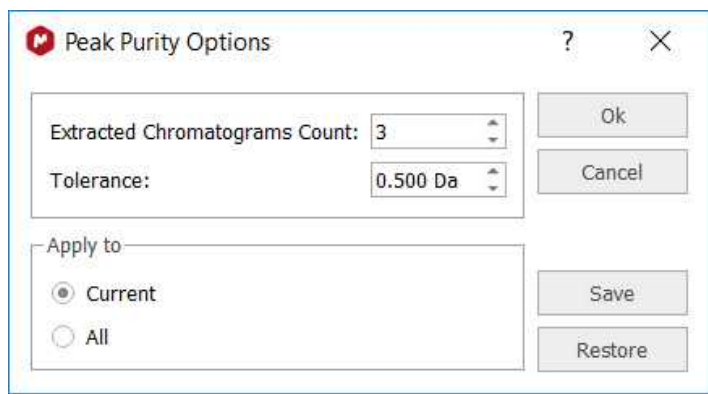 Peak Purity Options ?
Extracted Chromatograms Count: 3
Tolerance: 0.500 Da
Ok
Cancel
Apply to
Current
All
Save
Restore